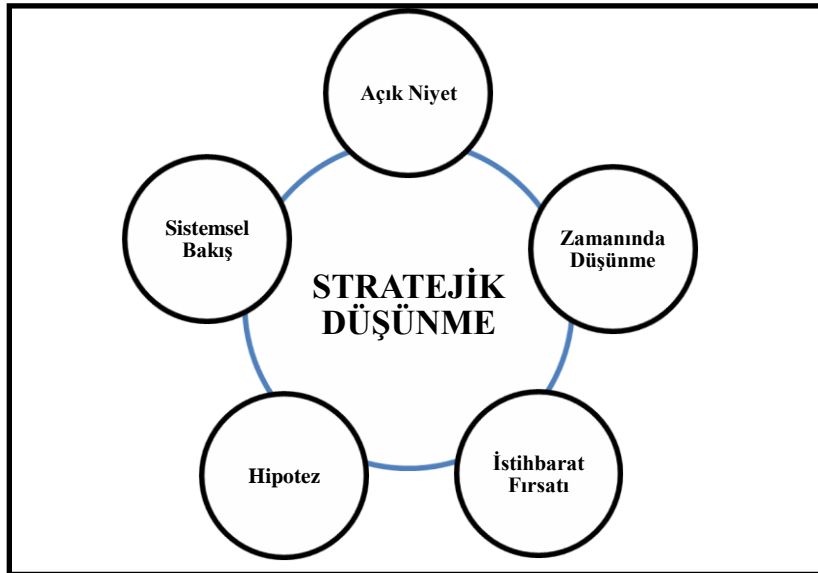 Açık Niyet
Sistemsel
Bakış
Zamanında
Düşünme
STRATEJİK
DÜŞÜNME
Hipotez
İstihbarat
Fırsatı